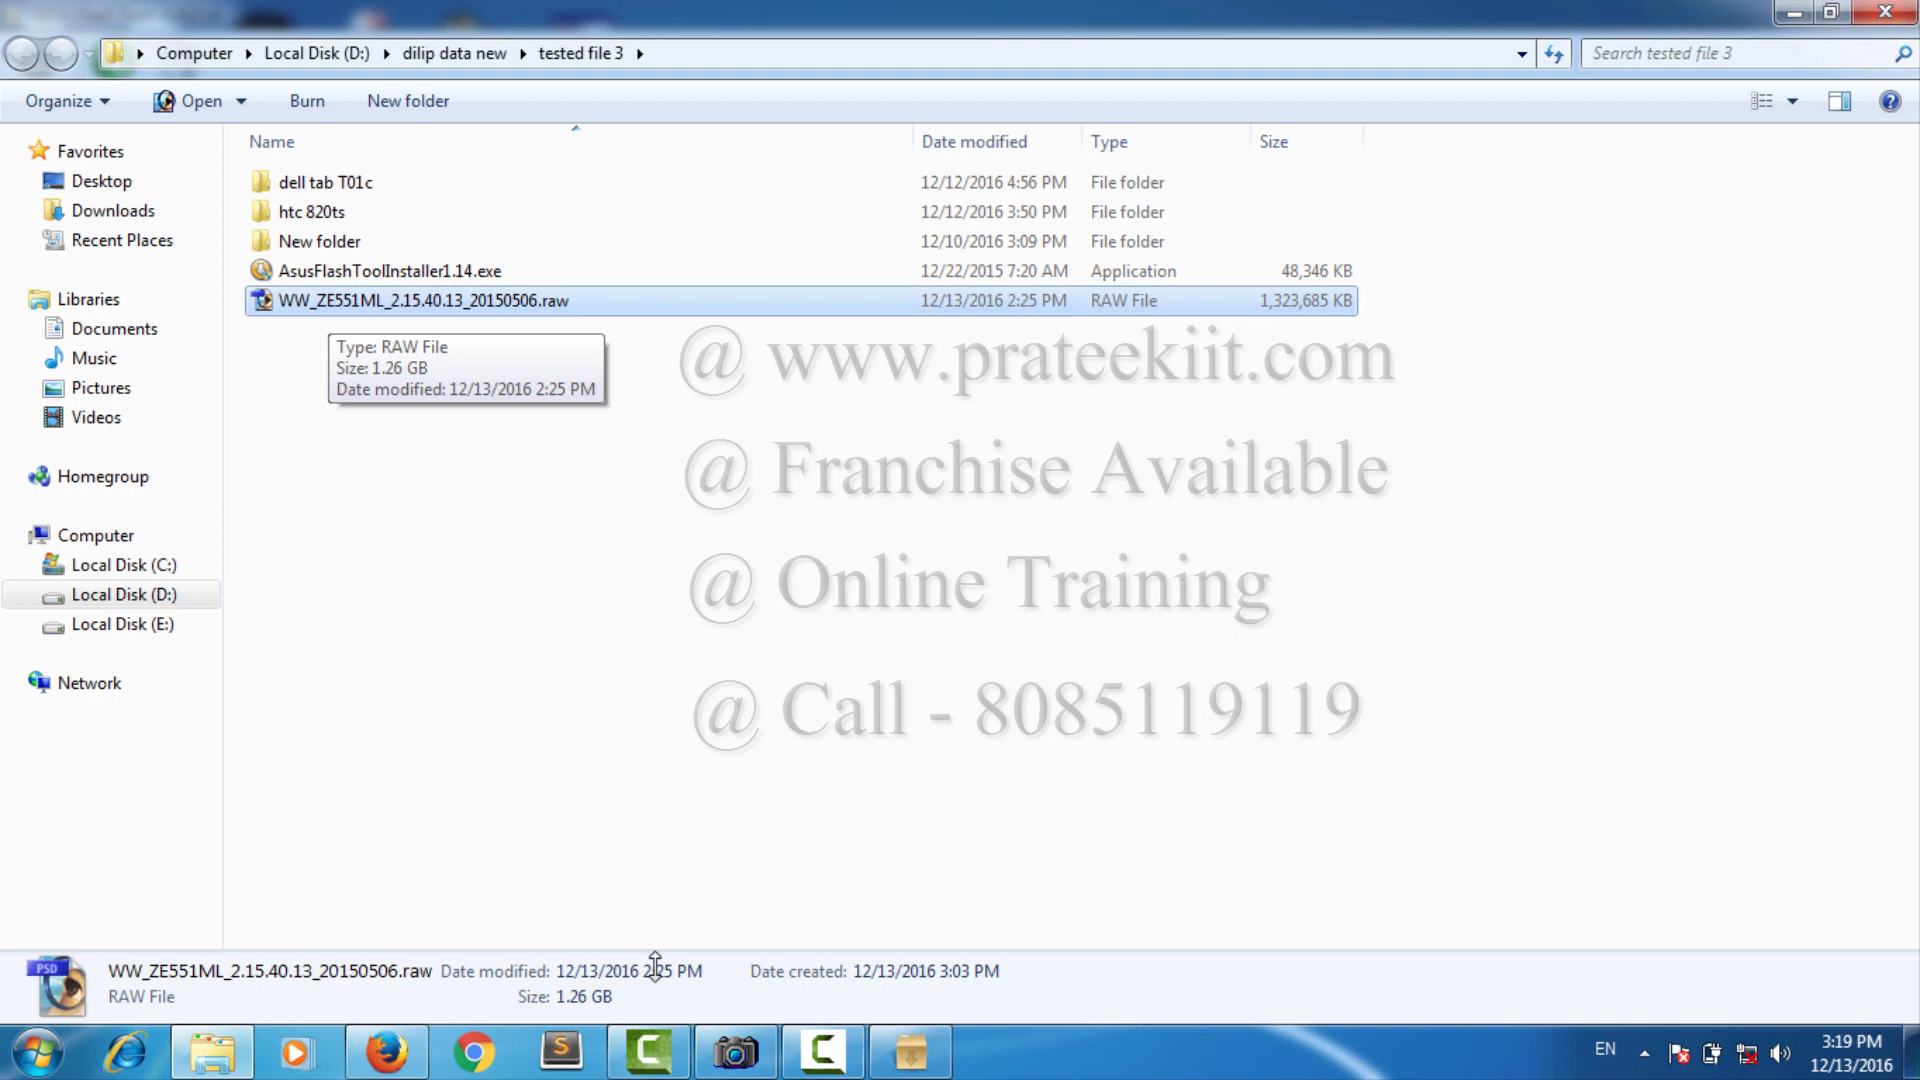 Computer Local Disk (D:) dilip data new tested file 3 Search tested file 3
Organize Open Burn New folder
Name Date modified Type Size
Favorites
Desktop
Downloads
Recent Places
Libraries
Documents
Music
Pictures
Videos
Homegroup
Computer
Local Disk (C:)
Local Disk (D:)
Local Disk (E:)
Network
dell tab T01c 12/12/2016 4:56 PM File folder
htc 820ts 12/12/2016 3:50 PM File folder
New folder 12/10/2016 3:09 PM File folder
AsusFlashToolInstaller1.14.exe 12/22/2015 7:20 AM Application 48,346 KB
WW_ZE551ML_2.15.40.13_20150506.raw 12/13/2016 2:25 PM RAW File 1,323,685 KB
Type: RAW File
Size: 1.26 GB
Date modified: 12/13/2016 2:25 PM
@ www.prateekiit.com
@ Franchise Available
@ Online Training
@ Call - 8085119119
PSD
WW_ZE551ML_2.15.40.13_20150506.raw Date modified: 12/13/2016 2:25 PM Date created: 12/13/2016 3:03 PM
RAW File Size: 1.26 GB
EN 3:19 PM
12/13/2016